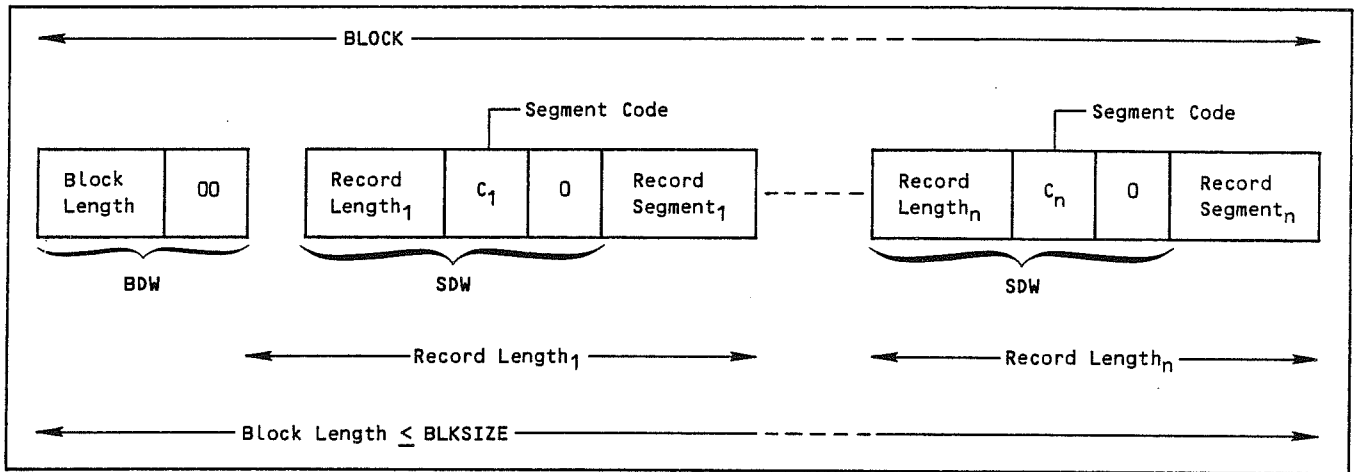 BLOCK
Segment Code
Segment Code
Block Length
00
Record Length₁
C₁
0
Record Segment₁
Record Lengthₙ
Cₙ
0
Record Segmentₙ
BDW
SDW
SDW
Record Length₁
Record Lengthₙ
Block Length ≤ BLKSIZE